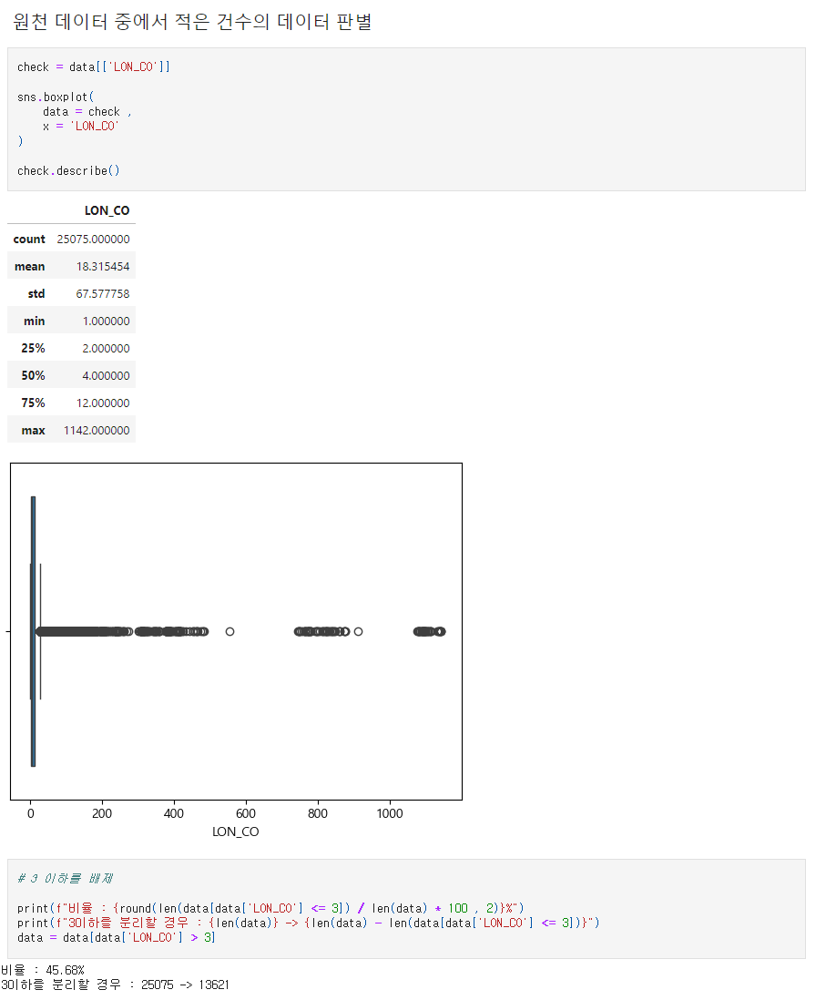 원천 데이터 중에서 적은 건수의 데이터 판별
check = data[['LON_CO']]
sns.boxplot(
data = check ,
x = 'LON_CO'
)
check.describe()
LON_CO
count 25075.000000
mean 18.315454
std 67.577758
min 1.000000
25% 2.000000
50% 4.000000
75% 12.000000
max 1142.000000
0 200 400 600 800 1000
LON_CO
# 3 이하를 배제
print(f"비율 : {round(len(data[data['LON_CO'] <= 3]) / len(data) * 100 , 2)}%")
print(f"3이하를 분리할 경우 : {len(data)} -> {len(data) - len(data[data['LON_CO'] <= 3])}")
data = data[data['LON_CO'] > 3]
비율 : 45.68%
3이하를 분리할 경우 : 25075 -> 13621